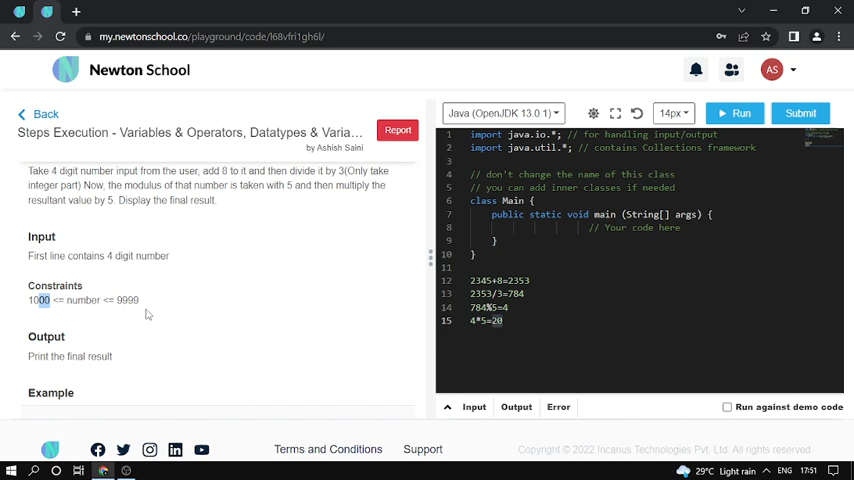 my.newtonschool.co/playground/code/l68vfri1gh6l/
Newton School
AS
Back
Steps Execution - Variables & Operators, Datatypes & Varia...
Report
by Ashish Saini
Take 4 digit number input from the user, add 8 to it and then divide it by 3(Only take
integer part) Now, the modulus of that number is taken with 5 and then multiply the
resultant value by 5. Display the final result.
Input
First line contains 4 digit number
Constraints
1000 <= number <= 9999
Output
Print the final result
Example
Java (OpenJDK 13.0.1)
14px
Run
Submit
1 import java.io.*; // for handling input/output
2 import java.util.*; // contains Collections framework
3
4 // don't change the name of this class
5 // you can add inner classes if needed
6 class Main {
7 public static void main (String[] args) {
8 // Your code here
9 }
10 }
11
12 2345+8=2353
13 2353/3=784
14 784%5=4
15 4*5=20
Input Output Error
Run against demo code
Terms and Conditions Support
Copyright © 2022 Incanus Technologies Pvt. Ltd. All rights reserved
29°C Light rain ENG 17:51